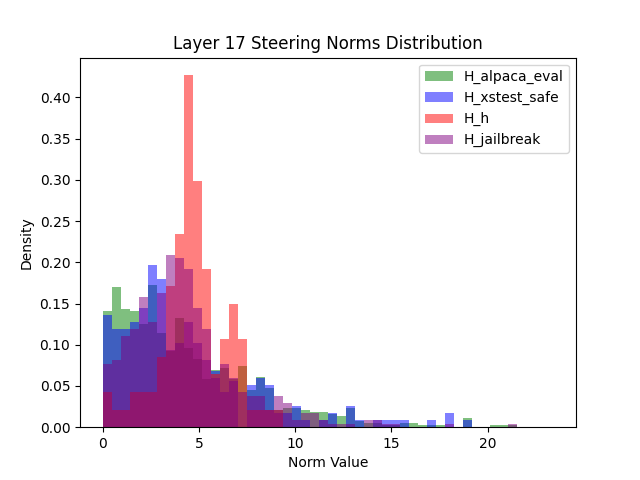 Layer 17 Steering Norms Distribution
H_alpaca_eval
H_xstest_safe
H_h
H_jailbreak
0.40
0.35
0.30
0.25
0.20
0.15
0.10
0.05
0.00
Density
0 5 10 15 20
Norm Value